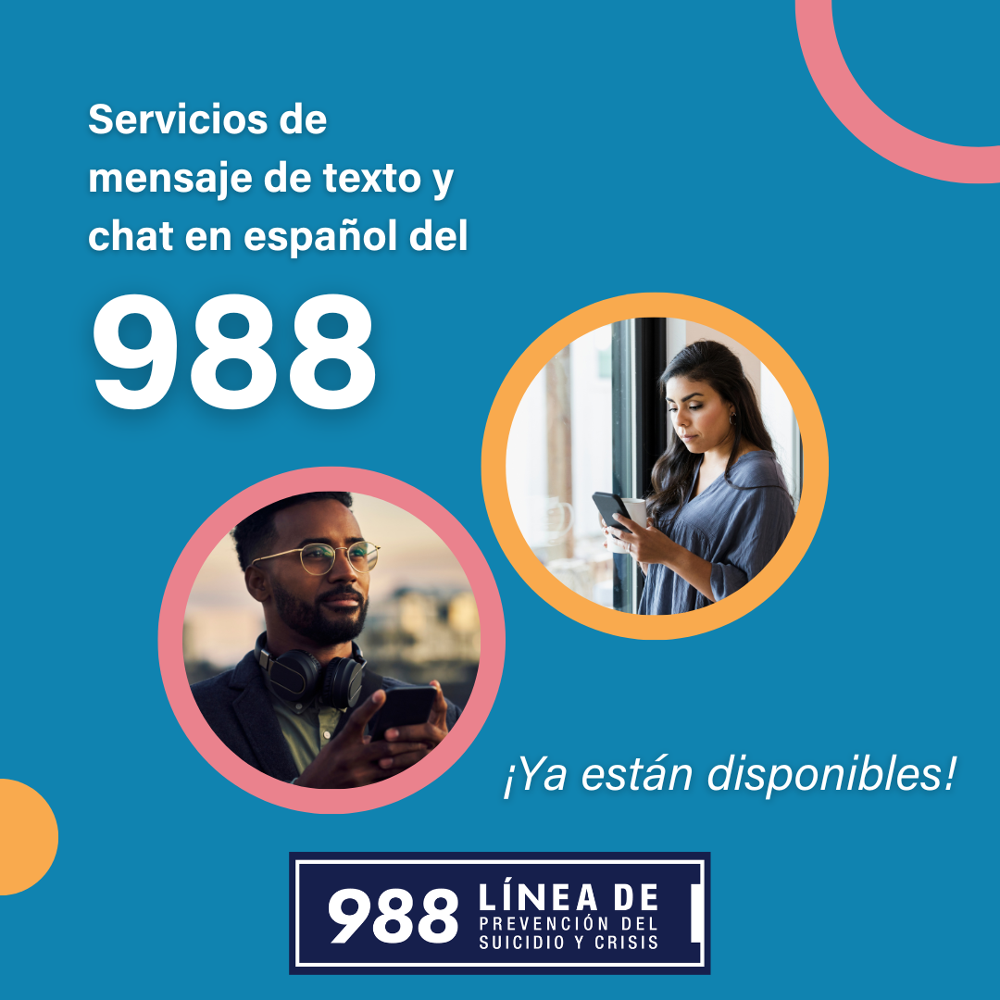 Servicios de
mensaje de texto y
chat en español del
988
¡Ya están disponibles!
988 LÍNEA DE
PREVENCIÓN DEL
SUICIDIO Y CRISIS